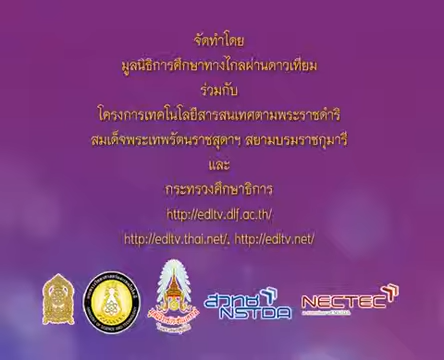 จัดทำโดย
มูลนิธิการศึกษาทางไกลผ่านดาวเทียม
ร่วมกับ
โครงการเทคโนโลยีสารสนเทศตามพระราชดำริ
สมเด็จพระเทพรัตนราชสุดาฯ สยามบรมราชกุมารี
และ
กระทรวงศึกษาธิการ
http://edltv.dlf.ac.th/
http://edltv.thai.net/, http://edltv.net/
สวทช NECTEC
NSTDA